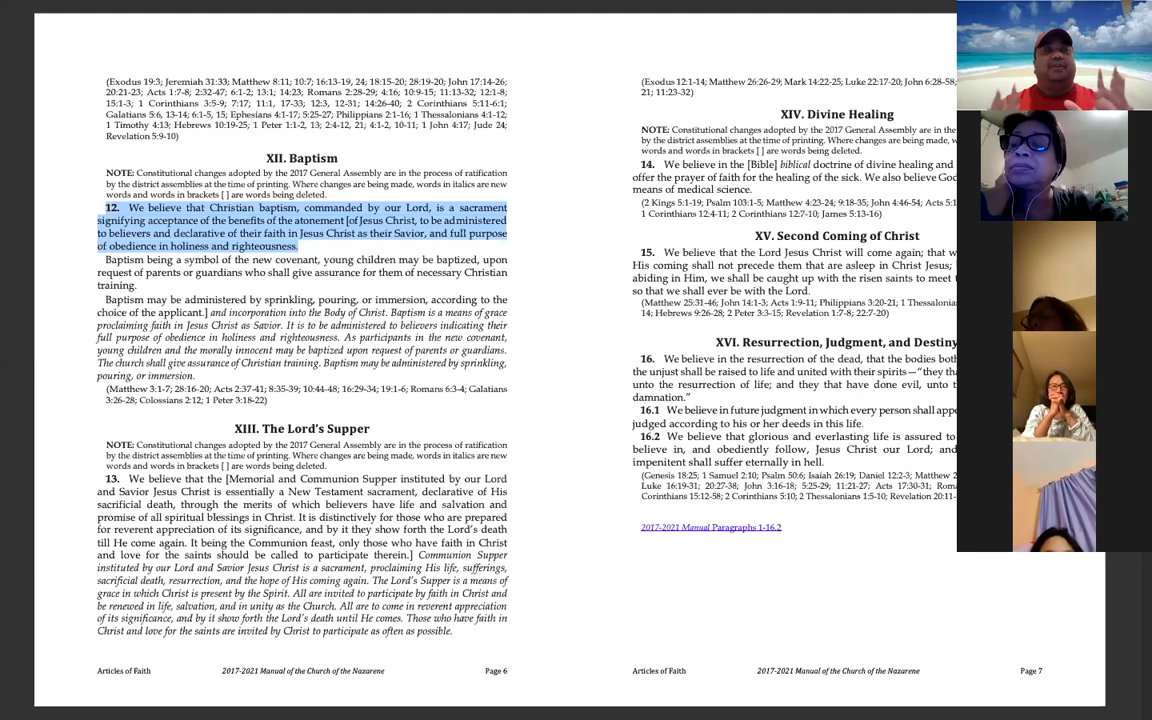 (Exodus 19:3; Jeremiah 31:33; Matthew 8:11; 10:7; 16:13-19, 24; 18:15-20; 28:19-20; John 17:14-26;
20:21-23; Acts 1:7-8; 2:32-47; 6:1-2; 13:1; 14:23; Romans 2:28-29; 4:16; 10:9-15; 11:13-32; 12:1-8;
15:1-3; 1 Corinthians 3:5-9; 7:17; 11:1, 17-33; 12:3, 12-31; 14:26-40; 2 Corinthians 5:11-6:1;
Galatians 5:6, 13-14; 6:1-5, 15; Ephesians 4:1-17; 5:25-27; Philippians 2:1-16; 1 Thessalonians 4:1-12;
1 Timothy 4:13; Hebrews 10:19-25; 1 Peter 1:1-2, 13; 2:4-12, 21; 4:1-2, 10-11; 1 John 4:17; Jude 24;
Revelation 5:9-10)
XII. Baptism
NOTE: Constitutional changes adopted by the 2017 General Assembly are in the process of ratification
by the district assemblies at the time of printing. Where changes are being made, words in italics are new
words and words in brackets [ ] are words being deleted.
12. We believe that Christian baptism, commanded by our Lord, is a sacrament
signifying acceptance of the benefits of the atonement [of Jesus Christ, to be administered
to believers and declarative of their faith in Jesus Christ as their Savior, and full purpose
of obedience in holiness and righteousness.
Baptism being a symbol of the new covenant, young children may be baptized, upon
request of parents or guardians who shall give assurance for them of necessary Christian
training.
Baptism may be administered by sprinkling, pouring, or immersion, according to the
choice of the applicant.] and incorporation into the Body of Christ. Baptism is a means of grace
proclaiming faith in Jesus Christ as Savior. It is to be administered to believers indicating their
full purpose of obedience in holiness and righteousness. As participants in the new covenant,
young children and the morally innocent may be baptized upon request of parents or guardians.
The church shall give assurance of Christian training. Baptism may be administered by sprinkling,
pouring, or immersion.
(Matthew 3:1-7; 28:16-20; Acts 2:37-41; 8:35-39; 10:44-48; 16:29-34; 19:1-6; Romans 6:3-4; Galatians
3:26-28; Colossians 2:12; 1 Peter 3:18-22)
XIII. The Lord's Supper
NOTE: Constitutional changes adopted by the 2017 General Assembly are in the process of ratification
by the district assemblies at the time of printing. Where changes are being made, words in italics are new
words and words in brackets [ ] are words being deleted.
13. We believe that the [Memorial and Communion Supper instituted by our Lord
and Savior Jesus Christ is essentially a New Testament sacrament, declarative of His
sacrificial death, through the merits of which believers have life and salvation and
promise of all spiritual blessings in Christ. It is distinctively for those who are prepared
for reverent appreciation of its significance, and by it they show forth the Lord's death
till He come again. It being the Communion feast, only those who have faith in Christ
and love for the saints should be called to participate therein.] Communion Supper
instituted by our Lord and Savior Jesus Christ is a sacrament, proclaiming His life, sufferings,
sacrificial death, resurrection, and the hope of His coming again. The Lord's Supper is a means of
grace in which Christ is present by the Spirit. All are invited to participate by faith in Christ and
be renewed in life, salvation, and in unity as the Church. All are to come in reverent appreciation
of its significance, and by it show forth the Lord's death until He comes. Those who have faith in
Christ and love for the saints are invited by Christ to participate as often as possible.
Articles of Faith 2017-2021 Manual of the Church of the Nazarene Page 6
(Exodus 12:1-14; Matthew 26:26-29; Mark 14:22-25; Luke 22:17-20; John 6:28-58;
21; 11:23-32)
XIV. Divine Healing
NOTE: Constitutional changes adopted by the 2017 General Assembly are in the
by the district assemblies at the time of printing. Where changes are being made, w
words and words in brackets [ ] are words being deleted.
14. We believe in the [Bible] biblical doctrine of divine healing and
offer the prayer of faith for the healing of the sick. We also believe God
means of medical science.
(2 Kings 5:1-19; Psalm 103:1-5; Matthew 4:23-24; 9:18-35; John 4:46-54; Acts 5:1
1 Corinthians 12:4-11; 2 Corinthians 12:7-10; James 5:13-16)
XV. Second Coming of Christ
15. We believe that the Lord Jesus Christ will come again; that w
His coming shall not precede them that are asleep in Christ Jesus;
abiding in Him, we shall be caught up with the risen saints to meet t
so that we shall ever be with the Lord.
(Matthew 25:31-46; John 14:1-3; Acts 1:9-11; Philippians 3:20-21; 1 Thessalonia
14; Hebrews 9:26-28; 2 Peter 3:3-15; Revelation 1:7-8; 22:7-20)
XVI. Resurrection, Judgment, and Destiny
16. We believe in the resurrection of the dead, that the bodies both
the unjust shall be raised to life and united with their spirits—"they tha
unto the resurrection of life; and they that have done evil, unto t
damnation."
16.1 We believe in future judgment in which every person shall appe
judged according to his or her deeds in this life.
16.2 We believe that glorious and everlasting life is assured to
believe in, and obediently follow, Jesus Christ our Lord; and
impenitent shall suffer eternally in hell.
(Genesis 18:25; 1 Samuel 2:10; Psalm 50:6; Isaiah 26:19; Daniel 12:2-3; Matthew 2
Luke 16:19-31; 20:27-38; John 3:16-18; 5:25-29; 11:21-27; Acts 17:30-31; Roma
Corinthians 15:12-58; 2 Corinthians 5:10; 2 Thessalonians 1:5-10; Revelation 20:11-
2017-2021 Manual Paragraphs 1-16.2
Articles of Faith 2017-2021 Manual of the Church of the Nazarene Page 7